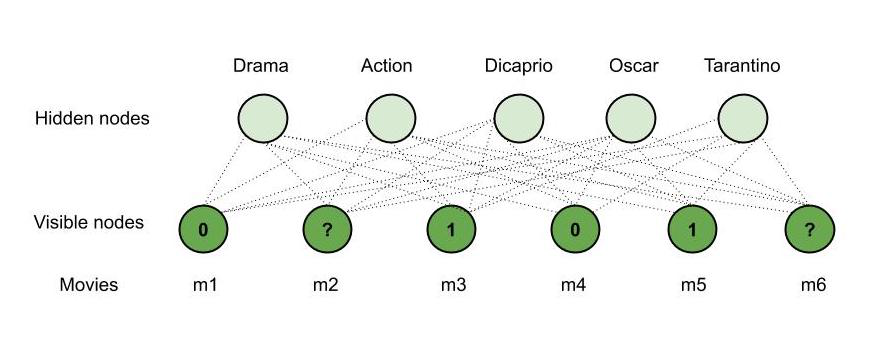 Drama Action Dicaprio Oscar Tarantino
Hidden nodes
Visible nodes 0 ? 1 0 1 ?
Movies m1 m2 m3 m4 m5 m6